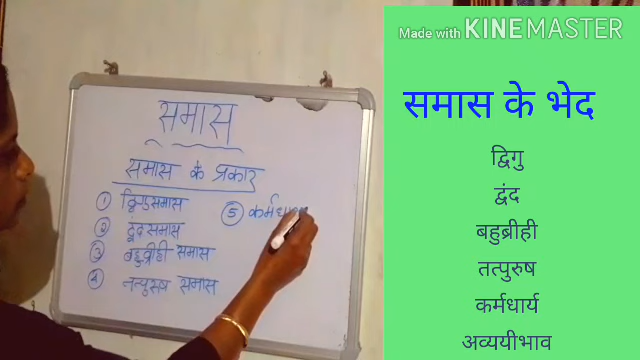 Made with KINEMASTER
समास
समास के प्रकार
① द्विगु समास
② द्वंद समास
③ बहुव्रीही समास
④ तत्पुरुष समास
⑤ कर्मधा
समास के भेद
द्विगु
द्वंद
बहुब्रीही
तत्पुरुष
कर्मधार्य
अव्ययीभाव